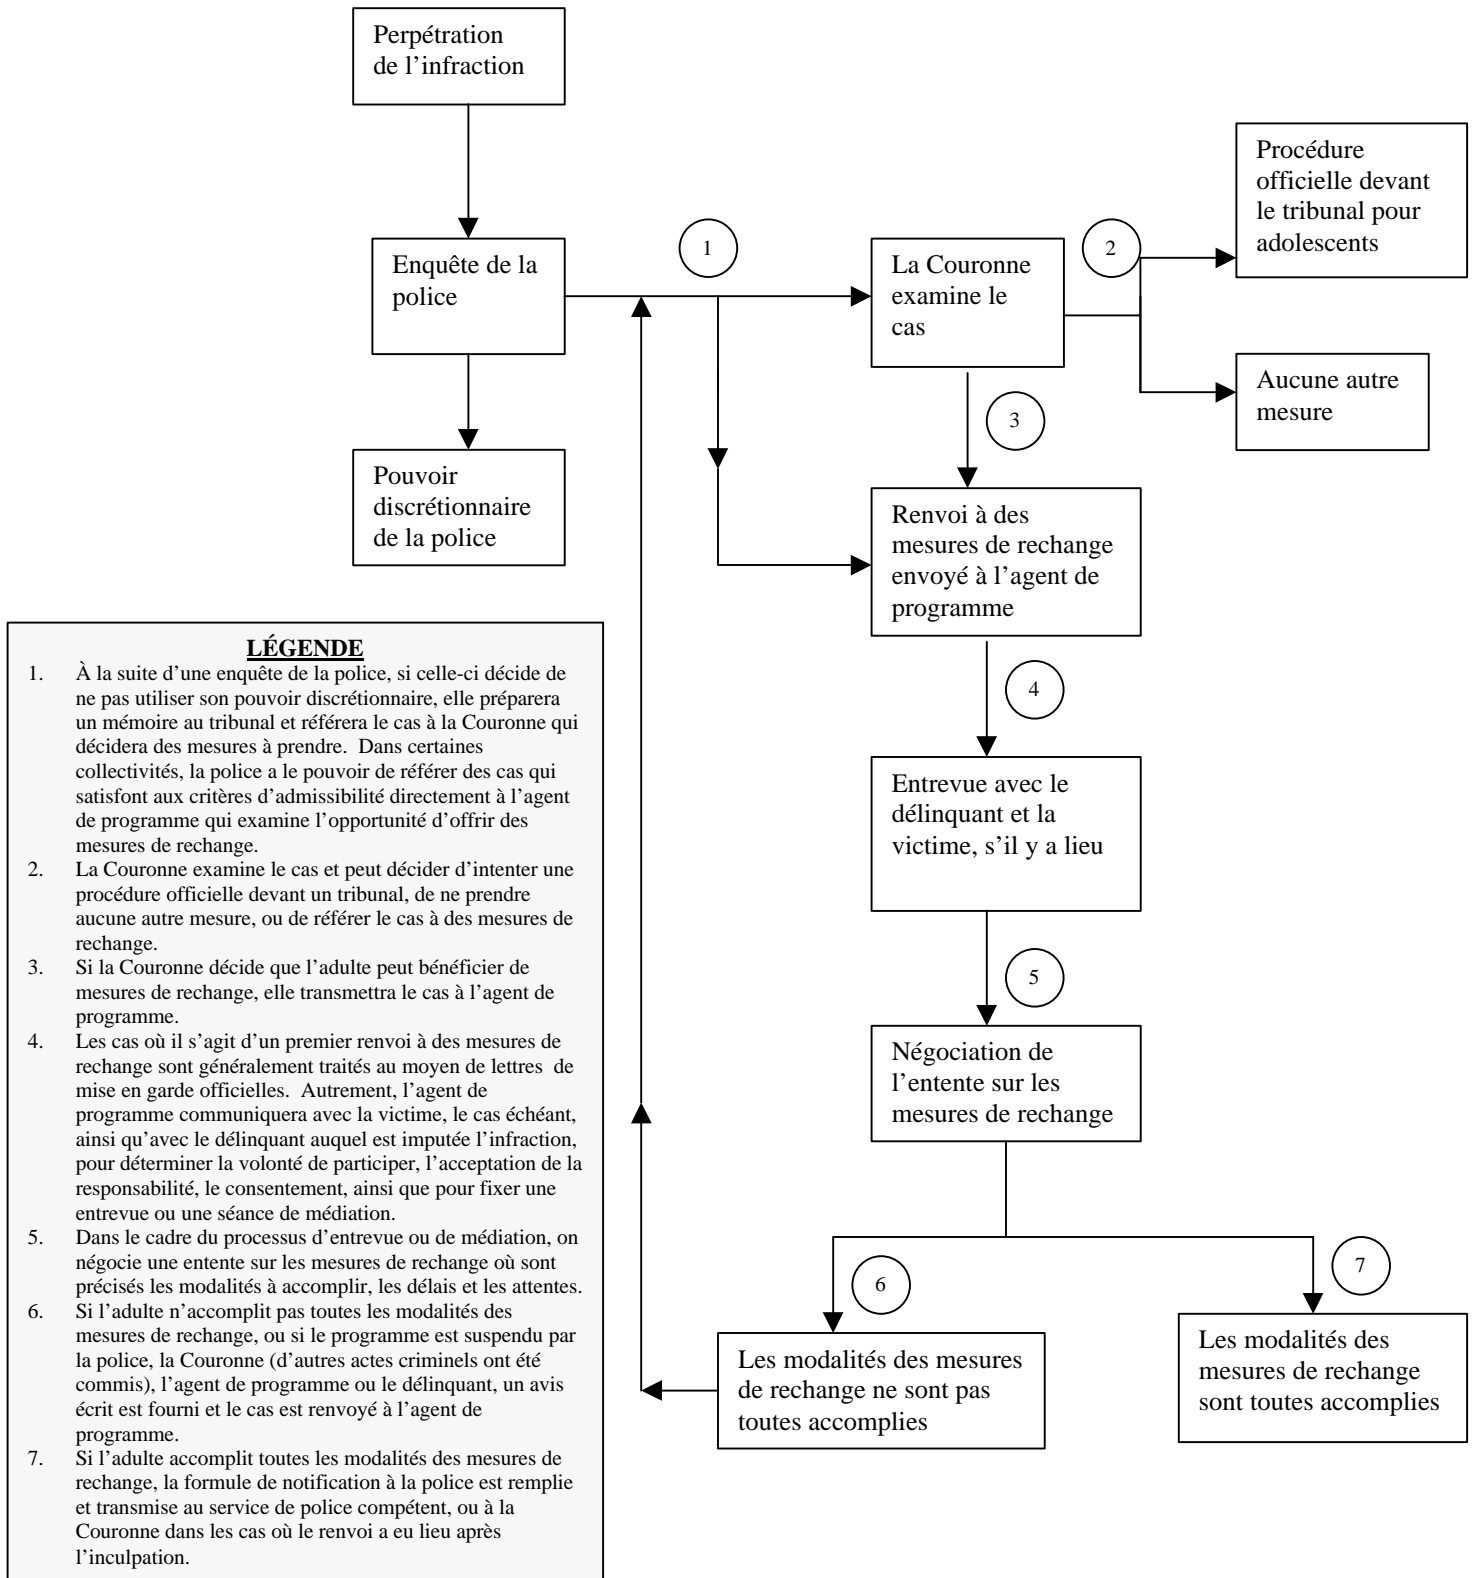 Perpétration
de l’infraction
Procédure
officielle devant
le tribunal pour
adolescents
Enquête de la
police
1
La Couronne
examine le
cas
2
Aucune autre
mesure
3
Pouvoir
discrétionnaire
de la police
Renvoi à des
mesures de rechange
envoyé à l’agent de
programme
4
Entrevue avec le
délinquant et la
victime, s’il y a lieu
5
Négociation de
l’entente sur les
mesures de rechange
6
7
Les modalités des mesures
de rechange ne sont pas
toutes accomplies
Les modalités des
mesures de rechange
sont toutes accomplies
LÉGENDE
1. À la suite d’une enquête de la police, si celle-ci décide de
ne pas utiliser son pouvoir discrétionnaire, elle préparera
un mémoire au tribunal et référera le cas à la Couronne qui
décidera des mesures à prendre. Dans certaines
collectivités, la police a le pouvoir de référer des cas qui
satisfont aux critères d’admissibilité directement à l’agent
de programme qui examine l’opportunité d’offrir des
mesures de rechange.
2. La Couronne examine le cas et peut décider d’intenter une
procédure officielle devant un tribunal, de ne prendre
aucune autre mesure, ou de référer le cas à des mesures de
rechange.
3. Si la Couronne décide que l’adulte peut bénéficier de
mesures de rechange, elle transmettra le cas à l’agent de
programme.
4. Les cas où il s’agit d’un premier renvoi à des mesures de
rechange sont généralement traités au moyen de lettres de
mise en garde officielles. Autrement, l’agent de
programme communiquera avec la victime, le cas échéant,
ainsi qu’avec le délinquant auquel est imputée l’infraction,
pour déterminer la volonté de participer, l’acceptation de la
responsabilité, le consentement, ainsi que pour fixer une
entrevue ou une séance de médiation.
5. Dans le cadre du processus d’entrevue ou de médiation, on
négocie une entente sur les mesures de rechange où sont
précisés les modalités à accomplir, les délais et les attentes.
6. Si l’adulte n’accomplit pas toutes les modalités des
mesures de rechange, ou si le programme est suspendu par
la police, la Couronne (d’autres actes criminels ont été
commis), l’agent de programme ou le délinquant, un avis
écrit est fourni et le cas est renvoyé à l’agent de
programme.
7. Si l’adulte accomplit toutes les modalités des mesures de
rechange, la formule de notification à la police est remplie
et transmise au service de police compétent, ou à la
Couronne dans les cas où le renvoi a eu lieu après
l’inculpation.